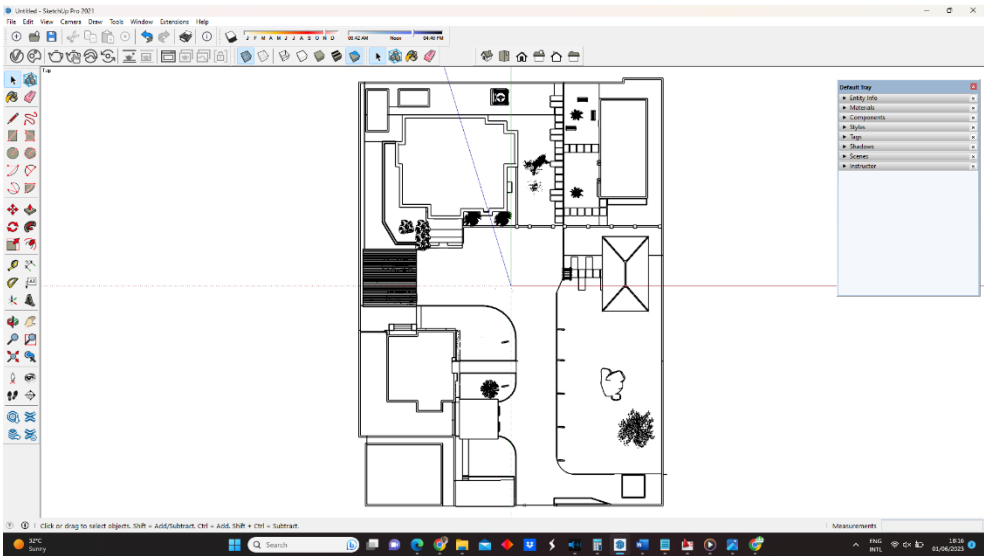 Untitled - SketchUp Pro 2021
File Edit View Camera Draw Tools Window Extensions Help
J F M A M J J A S O N D 06:42 AM Noon 04:46 PM
Top
Default Tray
Entity Info
Materials
Components
Styles
Tags
Shadows
Scenes
Instructor
Click or drag to select objects. Shift = Add/Subtract. Ctrl = Add. Shift + Ctrl = Subtract.
Measurements
32°C
Sunny
Search
ENG
INTL
18:16
01/06/2023